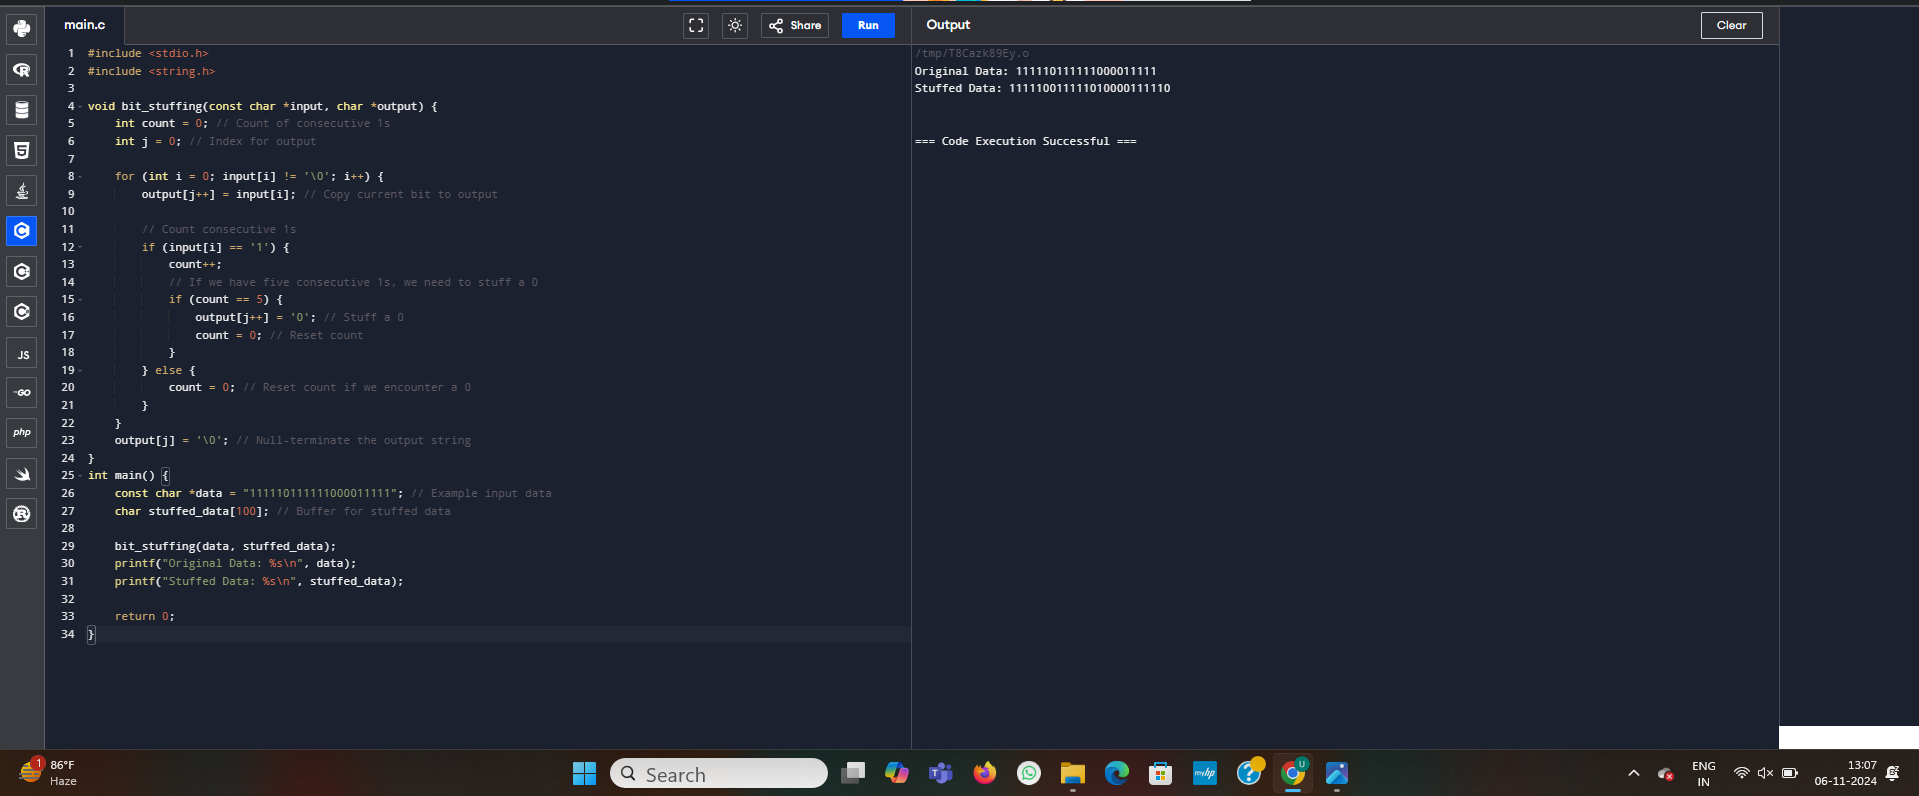 main.c
Share
Run
Output
Clear
1 #include <stdio.h>
2 #include <string.h>
3
4 void bit_stuffing(const char *input, char *output) {
5 int count = 0; // Count of consecutive 1s
6 int j = 0; // Index for output
7
8 for (int i = 0; input[i] != '\0'; i++) {
9 output[j++] = input[i]; // Copy current bit to output
10
11 // Count consecutive 1s
12 if (input[i] == '1') {
13 count++;
14 // If we have five consecutive 1s, we need to stuff a 0
15 if (count == 5) {
16 output[j++] = '0'; // Stuff a 0
17 count = 0; // Reset count
18 }
19 } else {
20 count = 0; // Reset count if we encounter a 0
21 }
22 }
23 output[j] = '\0'; // Null-terminate the output string
24 }
25 int main() {
26 const char *data = "111110111111000011111"; // Example input data
27 char stuffed_data[100]; // Buffer for stuffed data
28
29 bit_stuffing(data, stuffed_data);
30 printf("Original Data: %s\n", data);
31 printf("Stuffed Data: %s\n", stuffed_data);
32
33 return 0;
34 }
/tmp/T8Cazk89Ey.o
Original Data: 111110111111000011111
Stuffed Data: 111110011111010000111110
=== Code Execution Successful ===
JS
GO
php
1
86°F
Haze
Search
myhp
U
ENG
IN
13:07
06-11-2024